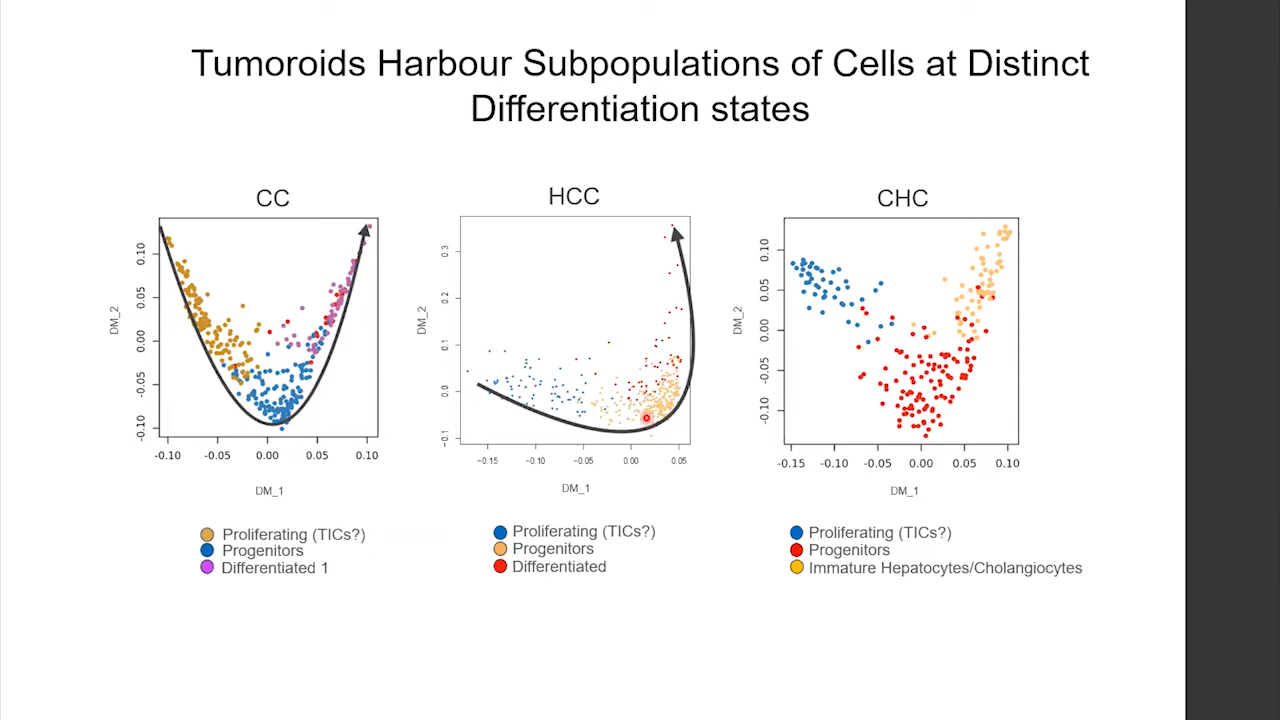 Tumoroids Harbour Subpopulations of Cells at Distinct
Differentiation states
CC
0.10
0.05
0.00
-0.05
-0.10
DM_2
-0.10 -0.05 0.00 0.05 0.10
DM_1
Proliferating (TICs?)
Progenitors
Differentiated 1
HCC
0.3
0.2
0.1
0.0
-0.1
DM_2
-0.15 -0.10 -0.05 0.00 0.05
DM_1
Proliferating (TICs?)
Progenitors
Differentiated
CHC
0.10
0.05
0.00
-0.05
-0.10
DM_2
-0.15 -0.10 -0.05 0.00 0.05 0.10
DM_1
Proliferating (TICs?)
Progenitors
Immature Hepatocytes/Cholangiocytes